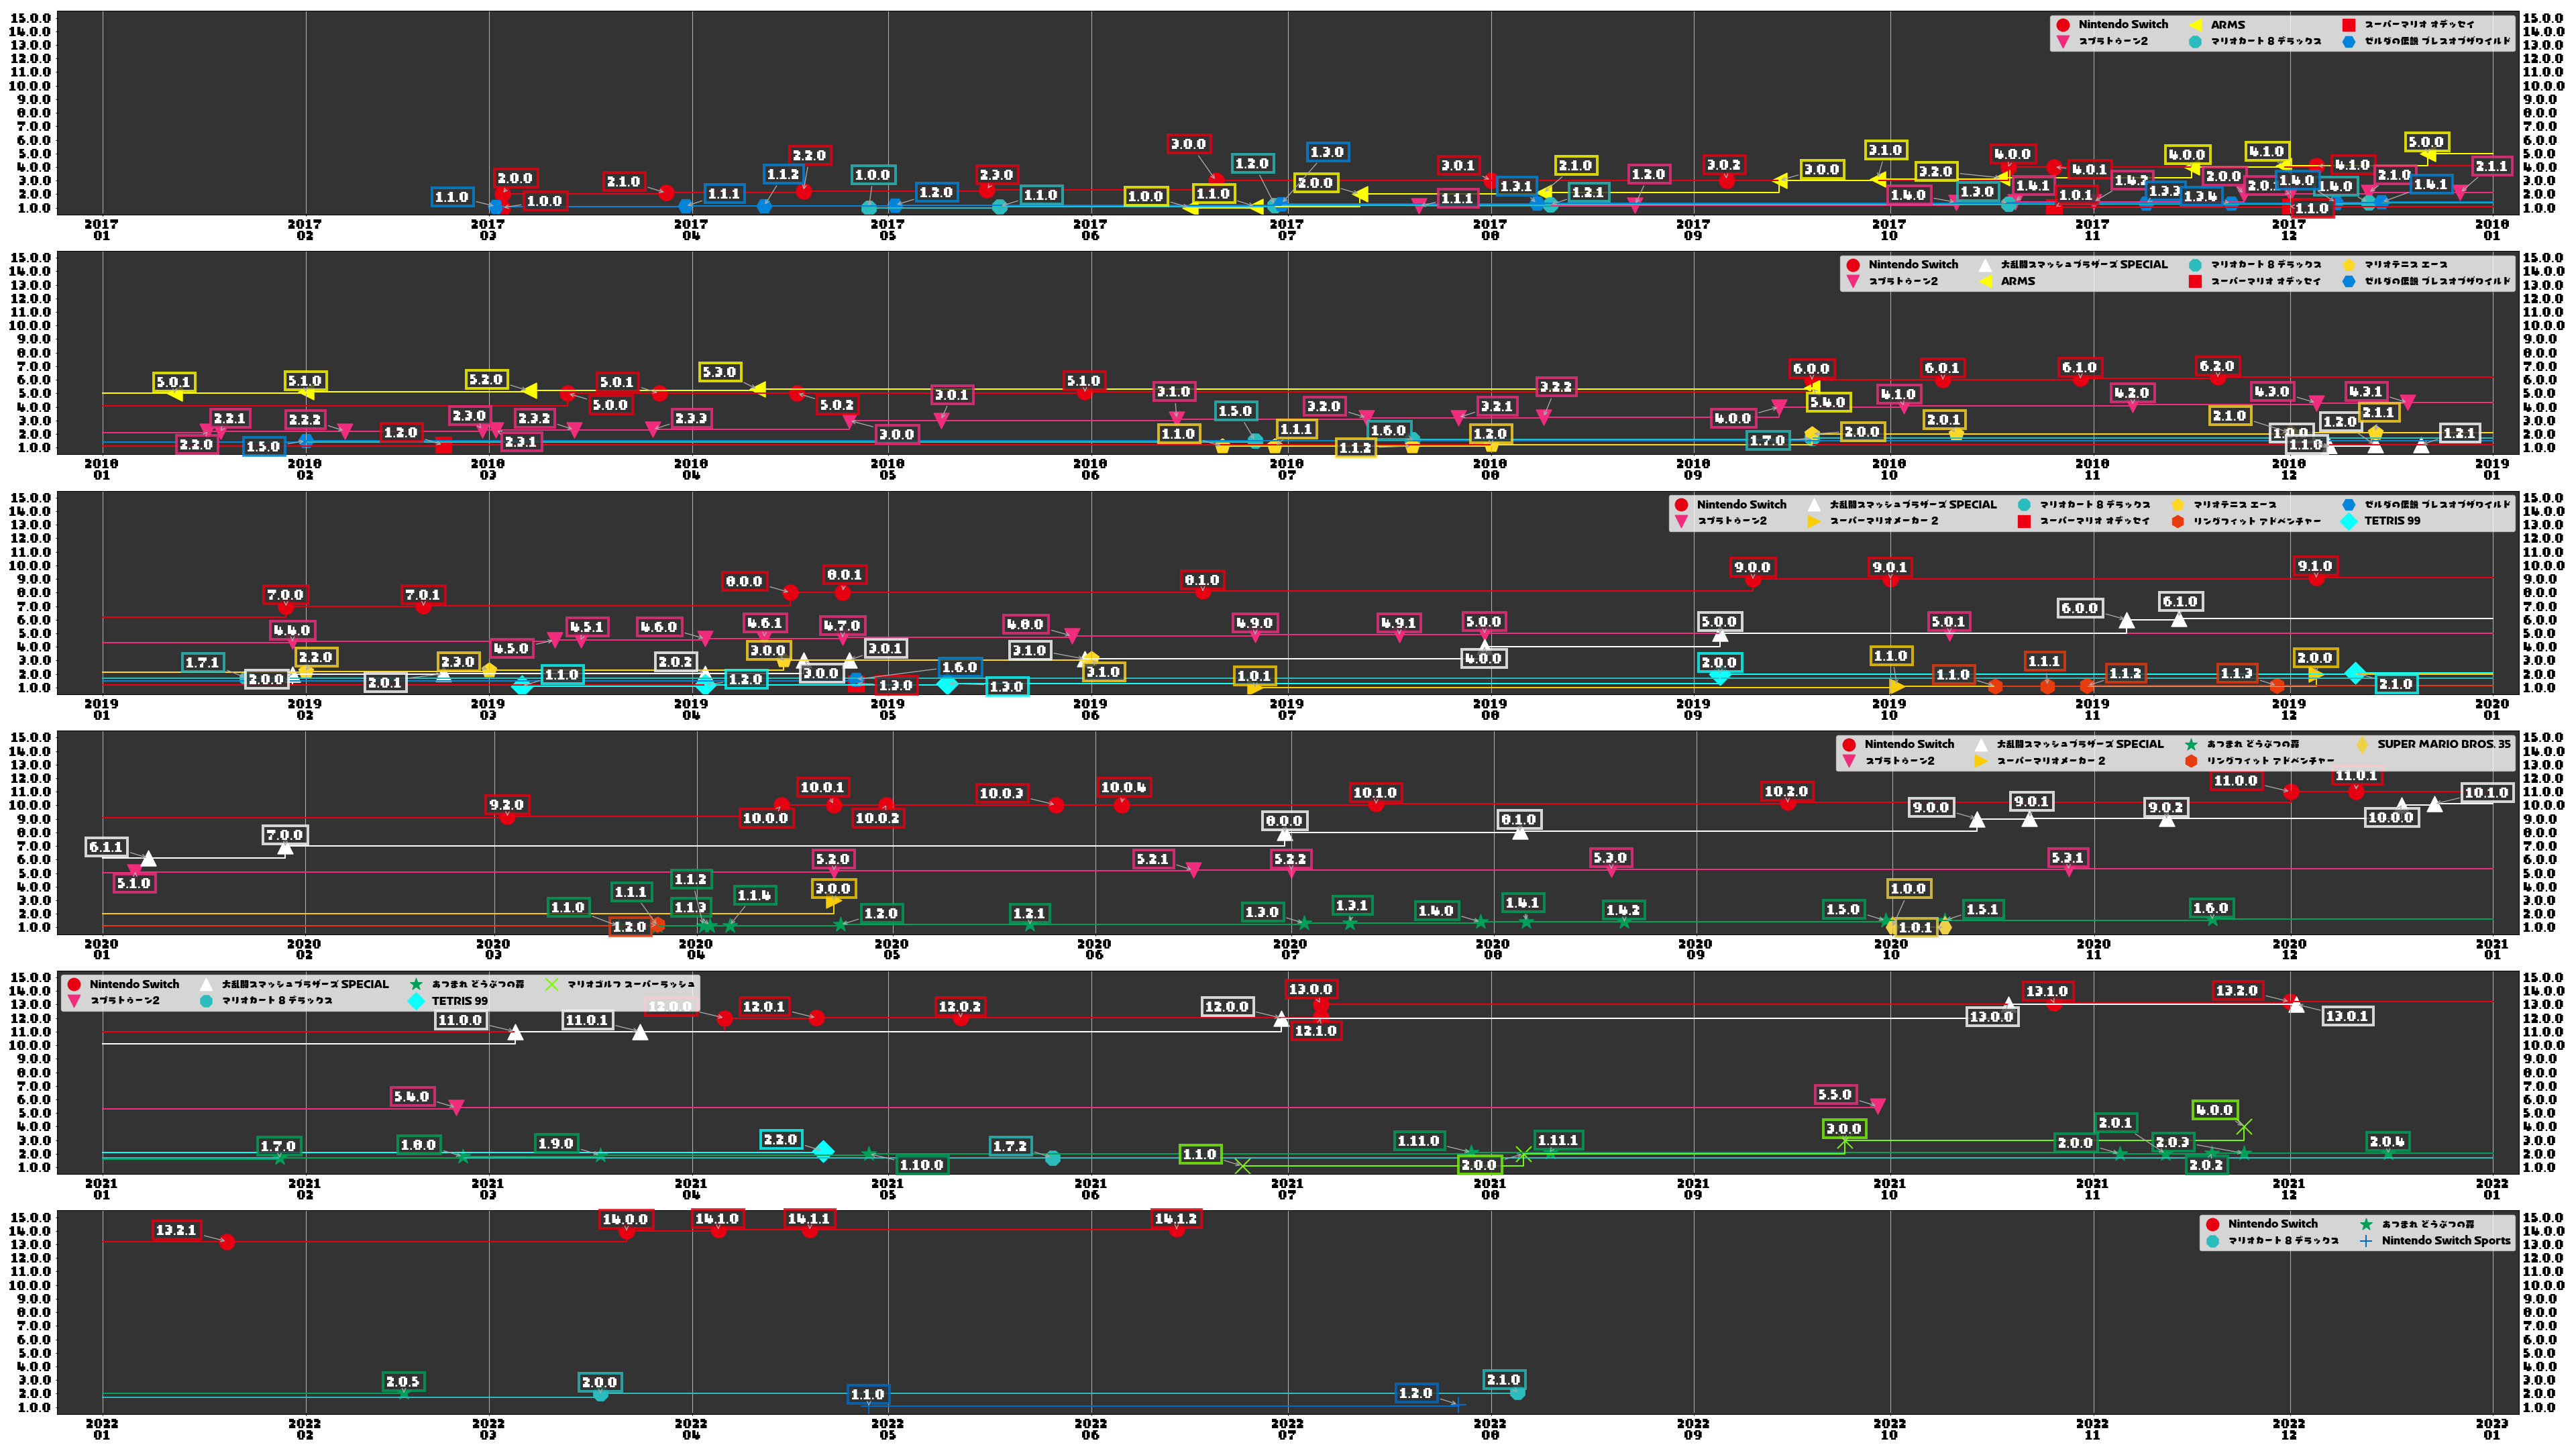 15.0.0
14.0.0
13.0.0
12.0.0
11.0.0
10.0.0
9.0.0
8.0.0
7.0.0
6.0.0
5.0.0
4.0.0
3.0.0
2.0.0
1.0.0
Nintendo Switch ARMS スーパーマリオ オデッセイ
スプラトゥーン2 マリオカート8 デラックス ゼルダの伝説 ブレスオブザワイルド
3.0.0 2.2.0 1.2.0 1.3.0 3.1.0 4.0.0 4.1.0 5.0.0
1.1.0 2.0.0 1.0.0 2.1.0 1.1.1 1.1.2 1.0.0 1.2.0 2.3.0 1.1.0 1.0.0 1.1.0 2.0.0 1.1.1 3.0.1 1.3.1 2.1.0 1.2.1 1.2.0 3.0.2 3.0.0 1.4.0 3.2.0 1.3.0 4.0.0 1.4.1 4.0.1 1.0.1 1.4.2 1.3.3 1.3.4 2.0.0 1.4.0 1.1.0 4.1.0 1.4.0 2.1.0 1.4.1 2.1.1
2017 2017 2017 2017 2017 2017 2017 2017 2017 2017 2017 2017 2018
01 02 03 04 05 06 07 08 09 10 11 12 01
Nintendo Switch 大乱闘スマッシュブラザーズ SPECIAL マリオカート8 デラックス マリオテニス エース
スプラトゥーン2 ARMS スーパーマリオ オデッセイ ゼルダの伝説 ブレスオブザワイルド
5.0.1 5.1.0 5.2.0 5.0.1 5.0.0 5.3.0 5.0.2 5.1.0 6.0.0 5.4.0 6.0.1 6.1.0 6.2.0
2.2.0 2.2.1 2.2.2 2.3.0 2.3.1 2.3.2 2.3.3 3.0.0 3.0.1 3.1.0 3.2.0 3.2.1 3.2.2 4.0.0 4.1.0 4.2.0 4.3.0 4.3.1
1.5.0 1.2.0 1.1.0 1.5.0 1.1.1 1.1.2 1.6.0 1.2.0 1.7.0 2.0.0 2.0.1 2.1.0 1.1.0 1.2.0 2.1.1 1.2.1
2018 2018 2018 2018 2018 2018 2018 2018 2018 2018 2018 2018 2019
01 02 03 04 05 06 07 08 09 10 11 12 01
Nintendo Switch 大乱闘スマッシュブラザーズ SPECIAL マリオカート8 デラックス マリオテニス エース ゼルダの伝説 ブレスオブザワイルド
スプラトゥーン2 スーパーマリオメーカー 2 スーパーマリオ オデッセイ リングフィット アドベンチャー TETRIS 99
7.0.0 7.0.1 8.0.0 8.0.1 8.1.0 9.0.0 9.0.1 9.1.0
4.4.0 4.5.0 4.5.1 4.6.0 4.6.1 4.7.0 4.8.0 4.9.0 4.9.1 5.0.0 5.0.0 5.0.1 6.0.0 6.1.0
1.7.1 2.0.0 2.2.0 2.0.1 2.3.0 1.1.0 2.0.2 1.2.0 3.0.0 3.0.0 3.0.1 1.3.0 1.6.0 1.3.0 3.1.0 3.1.0 1.0.1 4.0.0 2.0.0 1.1.0 1.1.0 1.1.1 1.1.2 1.1.3 2.0.0 2.1.0
2019 2019 2019 2019 2019 2019 2019 2019 2019 2019 2019 2019 2020
01 02 03 04 05 06 07 08 09 10 11 12 01
Nintendo Switch 大乱闘スマッシュブラザーズ SPECIAL あつまれ どうぶつの森 SUPER MARIO BROS. 35
スプラトゥーン2 スーパーマリオメーカー 2 リングフィット アドベンチャー
9.2.0 10.0.0 10.0.1 10.0.2 10.0.3 10.0.4 10.1.0 10.2.0 11.0.0 11.0.1
6.1.1 7.0.0 8.0.0 8.1.0 9.0.0 9.0.1 9.0.2 10.0.0 10.1.0
5.1.0 5.2.0 5.2.1 5.2.2 5.3.0 5.3.1
1.1.0 1.1.1 1.2.0 1.1.2 1.1.3 1.1.4 3.0.0 1.2.0 1.2.1 1.3.0 1.3.1 1.4.0 1.4.1 1.4.2 1.5.0 1.0.0 1.0.1 1.5.1 1.6.0
2020 2020 2020 2020 2020 2020 2020 2020 2020 2020 2020 2020 2021
01 02 03 04 05 06 07 08 09 10 11 12 01
Nintendo Switch 大乱闘スマッシュブラザーズ SPECIAL あつまれ どうぶつの森 マリオゴルフ スーパーラッシュ
スプラトゥーン2 マリオカート8 デラックス TETRIS 99
12.0.0 12.0.1 12.0.2 12.0.0 13.0.0 12.1.0 13.0.0 13.1.0 13.2.0 13.0.1
11.0.0 11.0.1
5.4.0 5.5.0
1.7.0 1.8.0 1.9.0 2.2.0 1.10.0 1.7.2 1.1.0 1.11.0 2.0.0 1.11.1 3.0.0 2.0.0 2.0.1 2.0.3 2.0.2 4.0.0 2.0.4
2021 2021 2021 2021 2021 2021 2021 2021 2021 2021 2021 2021 2022
01 02 03 04 05 06 07 08 09 10 11 12 01
Nintendo Switch あつまれ どうぶつの森
マリオカート8 デラックス Nintendo Switch Sports
13.2.1 14.0.0 14.1.0 14.1.1 14.1.2
2.0.5 2.0.0 1.1.0 1.2.0 2.1.0
2022 2022 2022 2022 2022 2022 2022 2022 2022 2022 2022 2022 2023
01 02 03 04 05 06 07 08 09 10 11 12 01